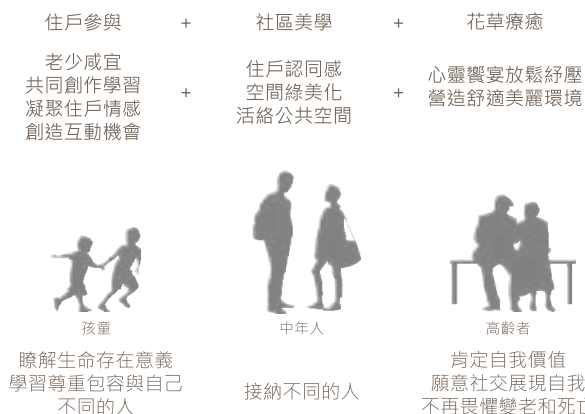 住戶參與 + 社區美學 + 花草療癒
老少咸宜
共同創作學習
凝聚住戶情感
創造互動機會
+
住戶認同感
空間綠美化
活絡公共空間
+
心靈饗宴放鬆紓壓
營造舒適美麗環境
孩童
中年人
高齡者
瞭解生命存在意義
學習尊重包容與自己
不同的人
接納不同的人
肯定自我價值
願意社交展現自我
不再畏懼變老和死亡